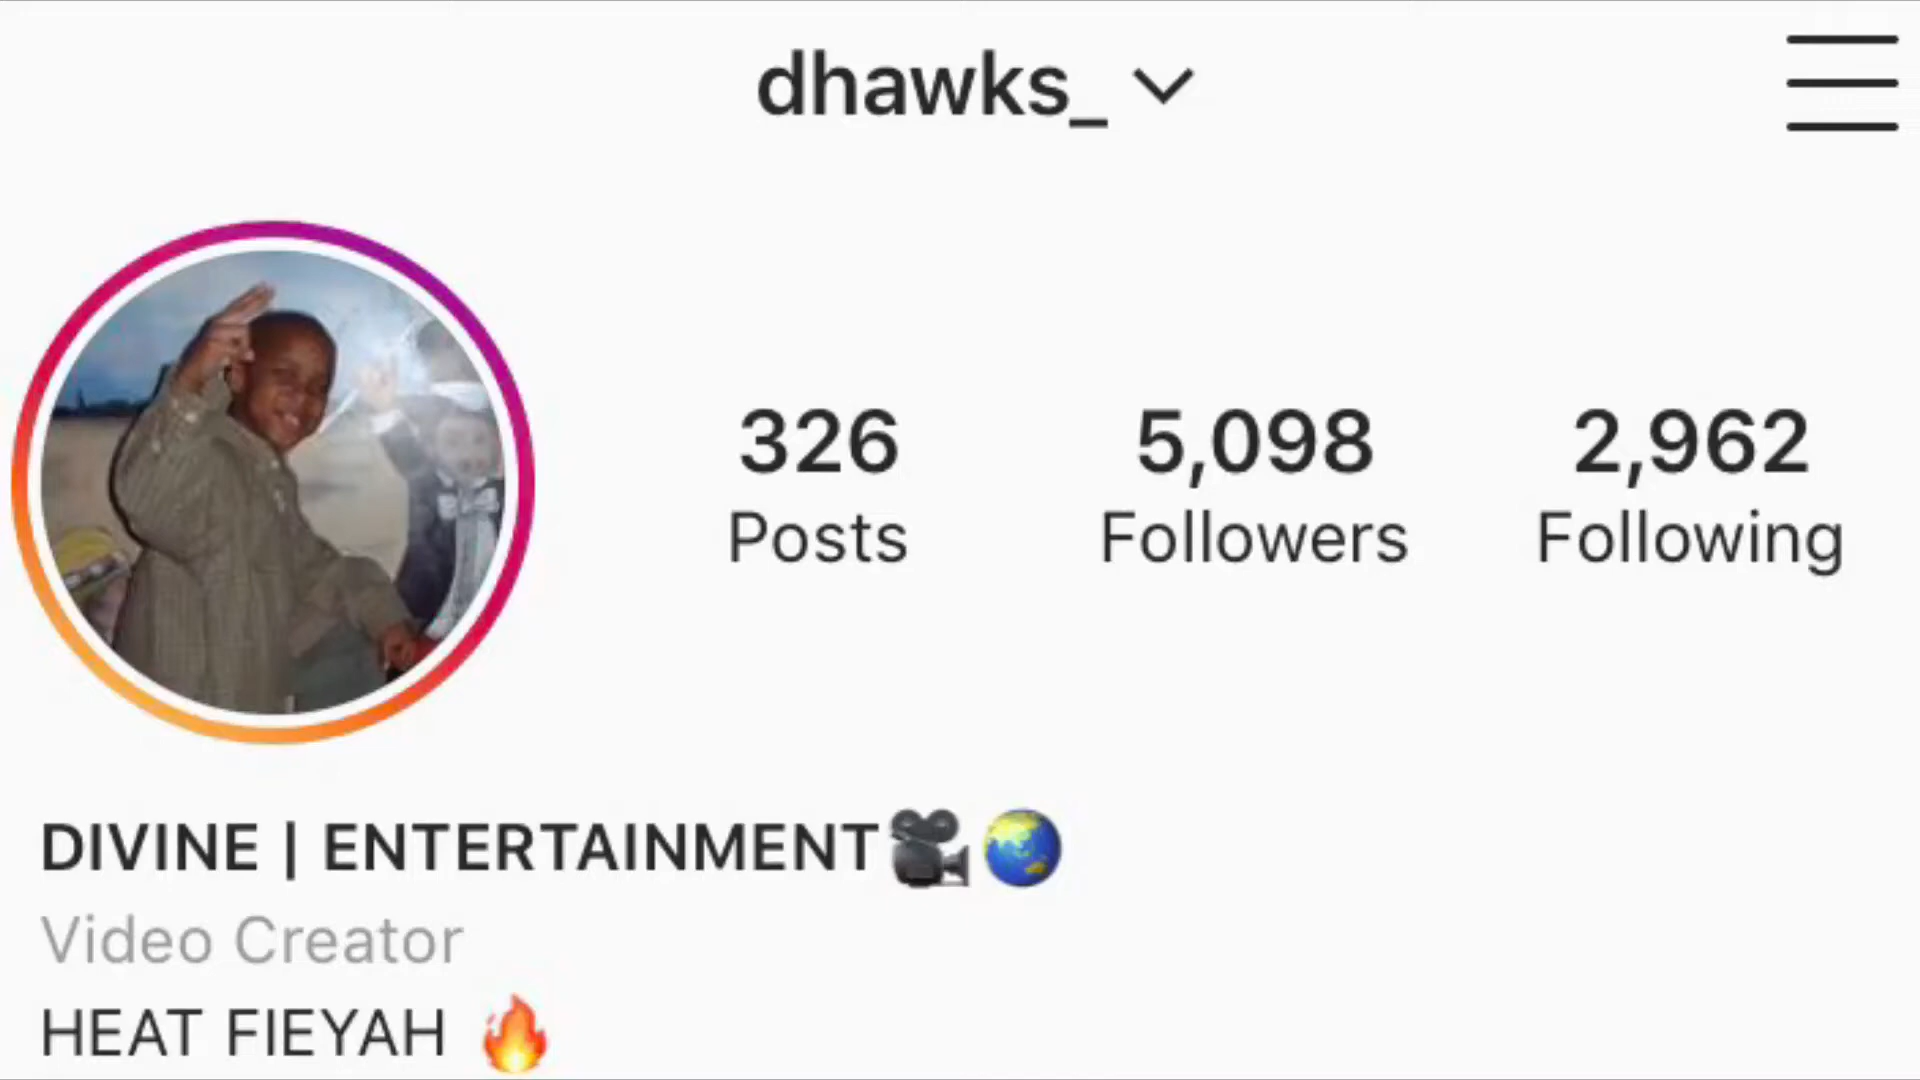 dhawks_
326 5,098 2,962
Posts Followers Following
DIVINE | ENTERTAINMENT🎥🌏
Video Creator
HEAT FIEYAH 🔥